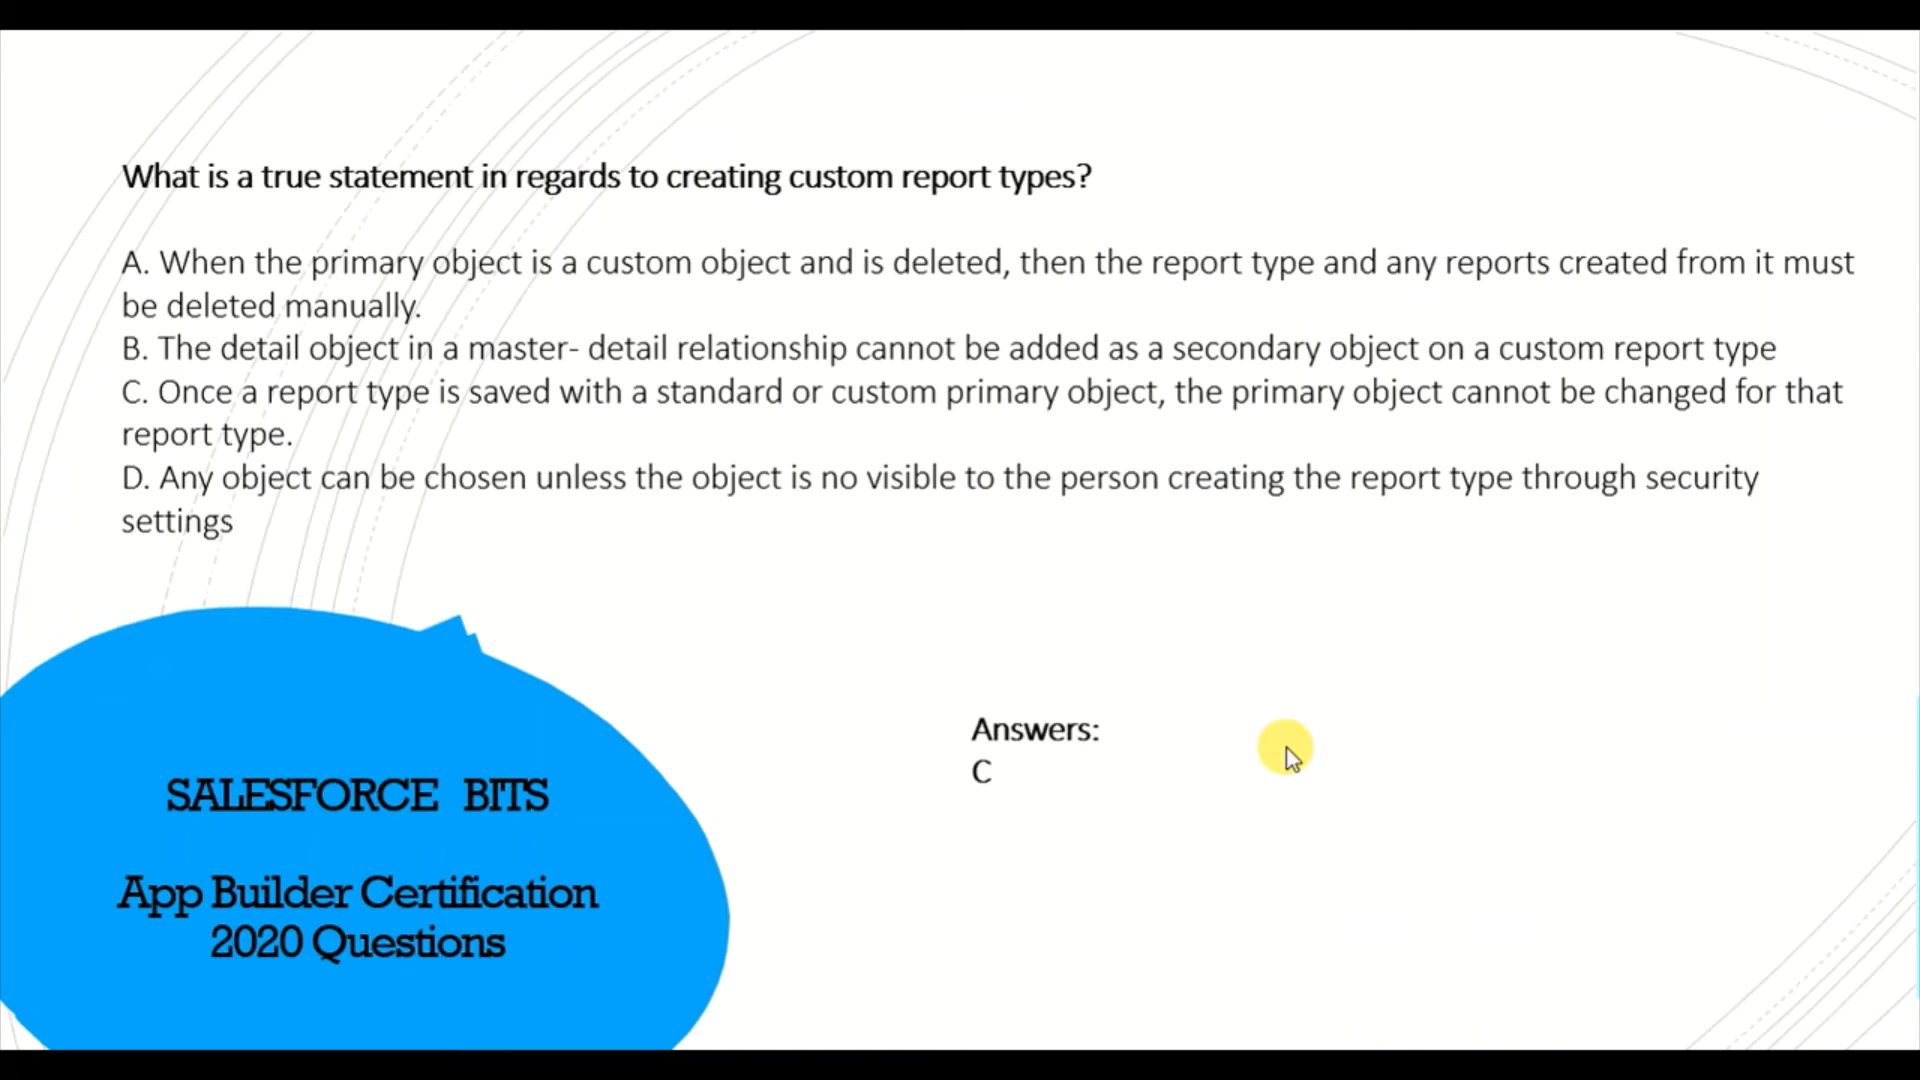 What is a true statement in regards to creating custom report types?
A. When the primary object is a custom object and is deleted, then the report type and any reports created from it must
be deleted manually.
B. The detail object in a master- detail relationship cannot be added as a secondary object on a custom report type
C. Once a report type is saved with a standard or custom primary object, the primary object cannot be changed for that
report type.
D. Any object can be chosen unless the object is no visible to the person creating the report type through security
settings
Answers:
C
SALESFORCE BITS
App Builder Certification
2020 Questions